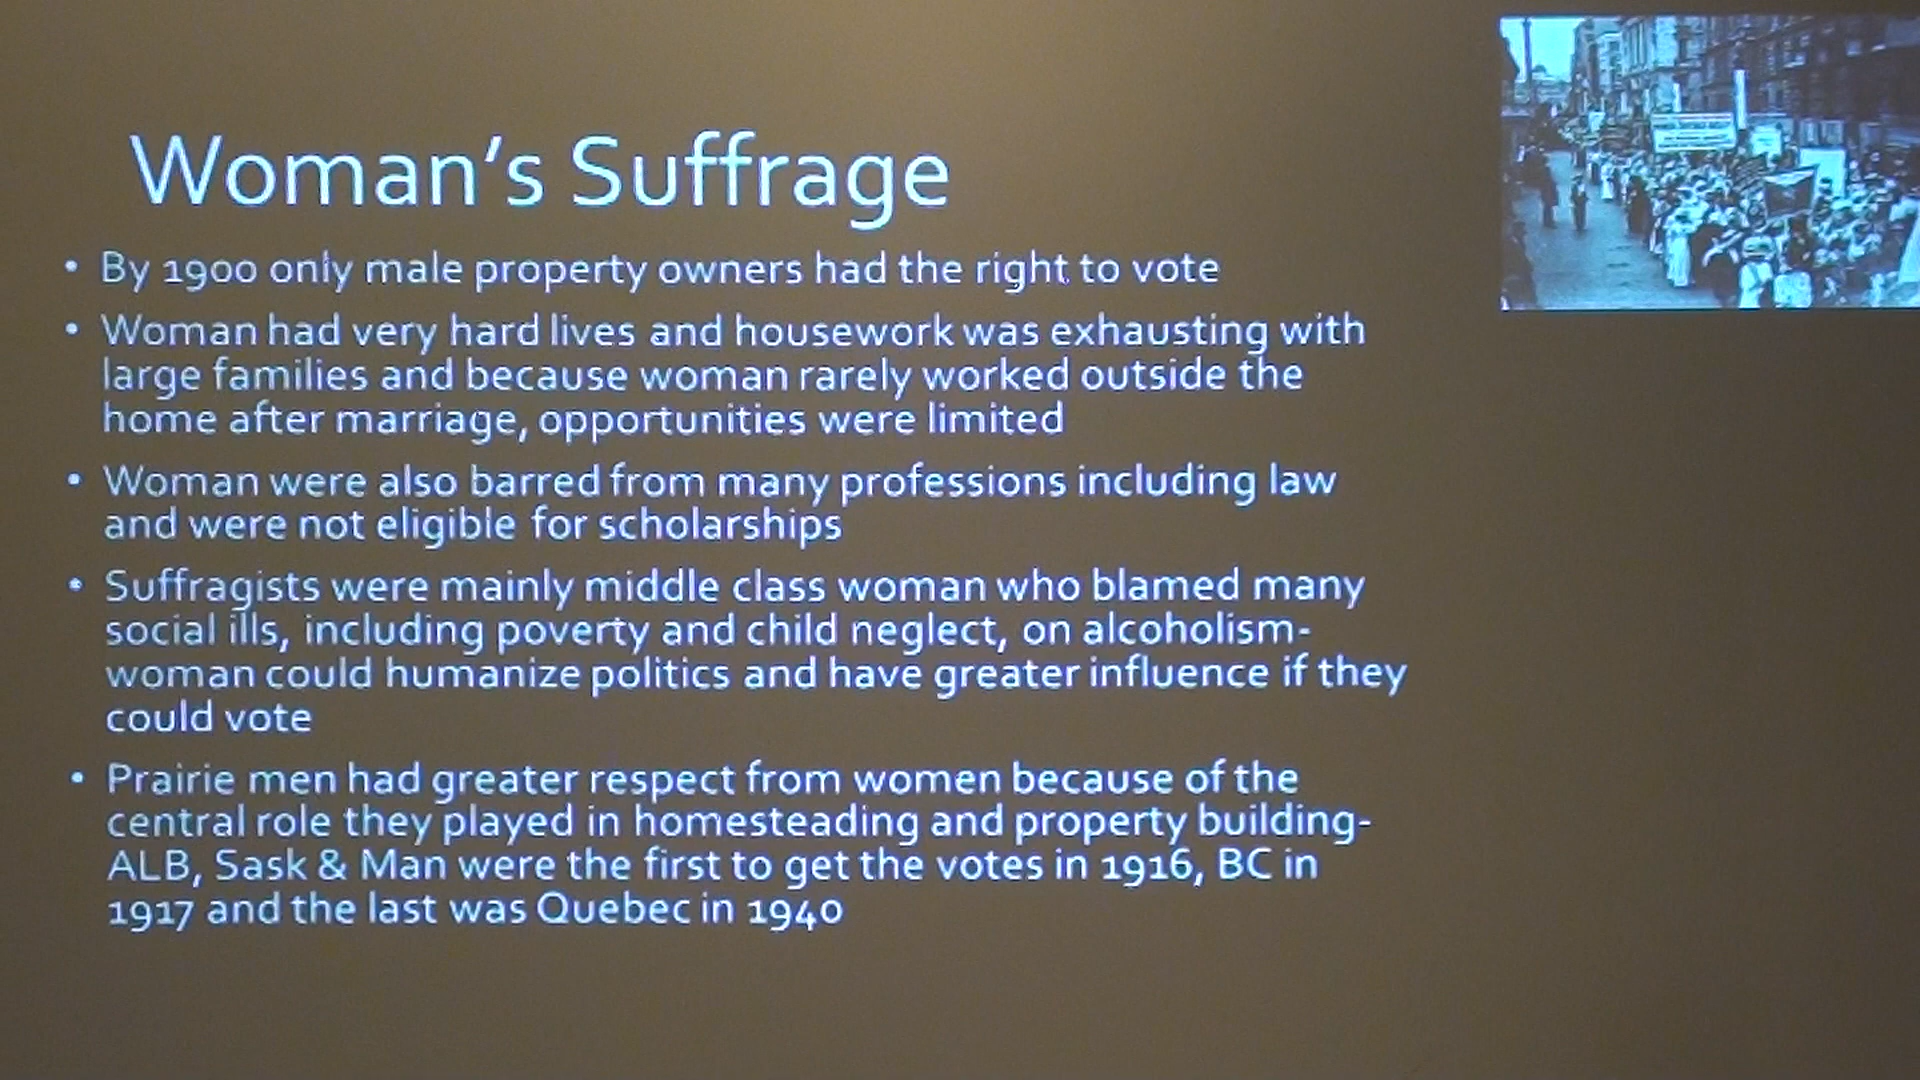 Woman's Suffrage
• By 1900 only male property owners had the right to vote
• Woman had very hard lives and housework was exhausting with
large families and because woman rarely worked outside the
home after marriage, opportunities were limited
• Woman were also barred from many professions including law
and were not eligible for scholarships
• Suffragists were mainly middle class woman who blamed many
social ills, including poverty and child neglect, on alcoholism-
woman could humanize politics and have greater influence if they
could vote
• Prairie men had greater respect from women because of the
central role they played in homesteading and property building-
ALB, Sask & Man were the first to get the votes in 1916, BC in
1917 and the last was Quebec in 1940